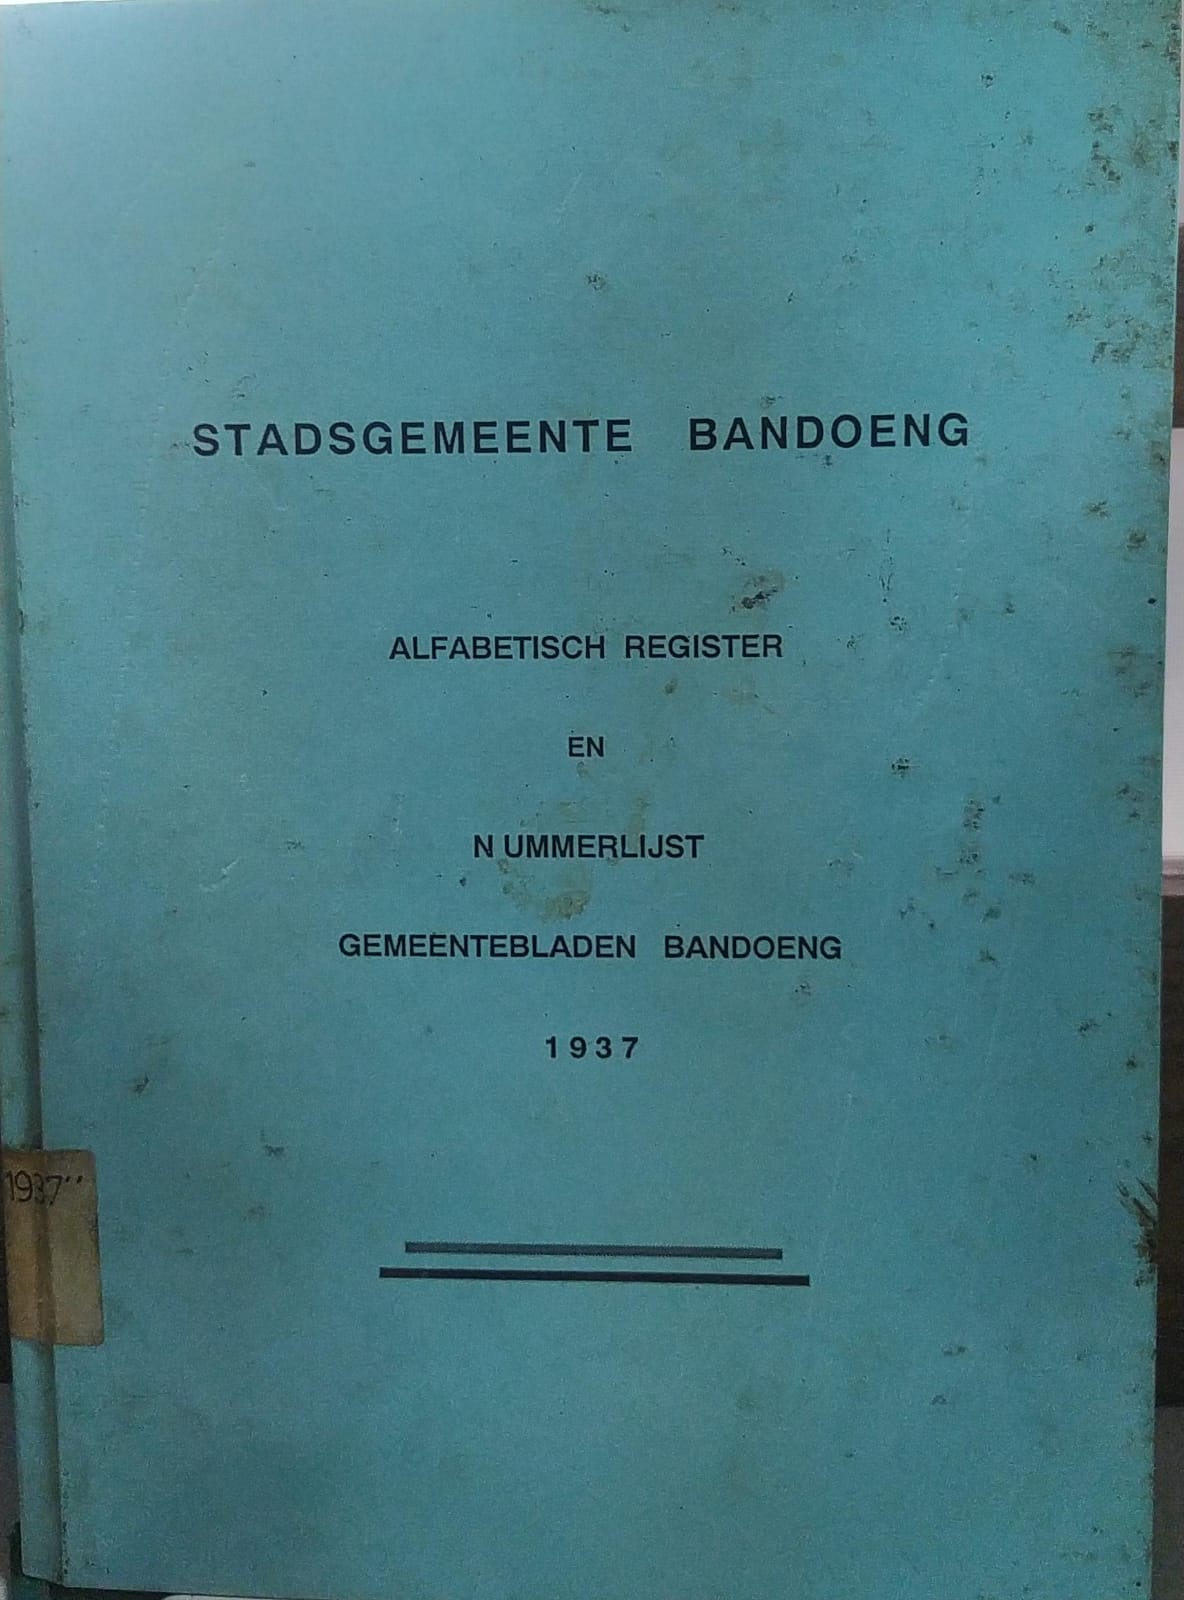 STADSGEMEENTE BANDOENG
ALFABETISCH REGISTER
EN
N UMMERLIJST
GEMEENTEBLADEN BANDOENG
1937
1937''